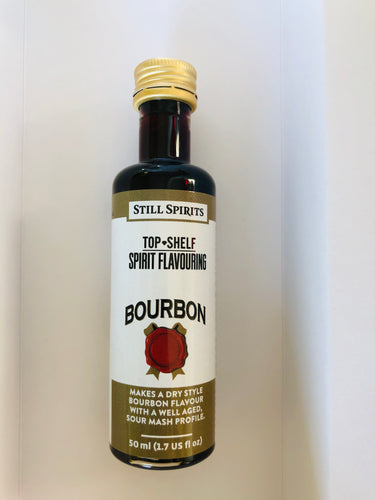 STILL SPIRITS
TOP♥SHELF
SPIRIT FLAVOURING
BOURBON
MAKES A DRY STYLE
BOURBON FLAVOUR
WITH A WELL AGED,
SOUR MASH PROFILE.
50 ml (1.7 US fl oz)